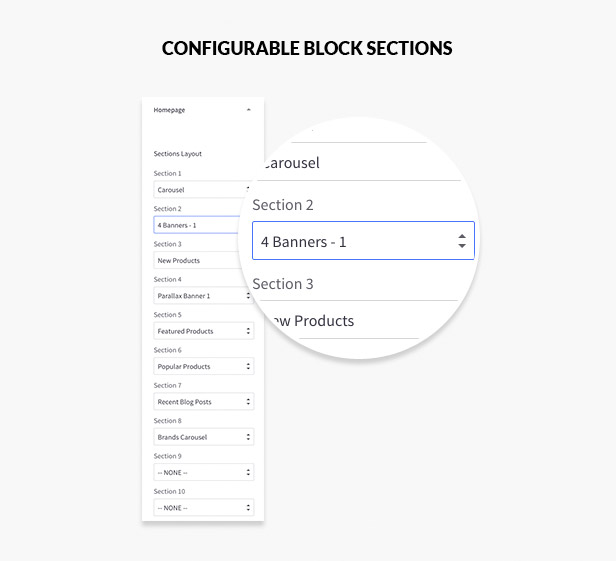 CONFIGURABLE BLOCK SECTIONS
Homepage
Sections Layout
Section 1
Carousel
Section 2
4 Banners - 1
Section 3
New Products
Section 4
Parallax Banner 1
Section 5
Featured Products
Section 6
Popular Products
Section 7
Recent Blog Posts
Section 8
Brands Carousel
Section 9
-- NONE --
Section 10
-- NONE --
arousel
Section 2
4 Banners - 1
Section 3
ew Products